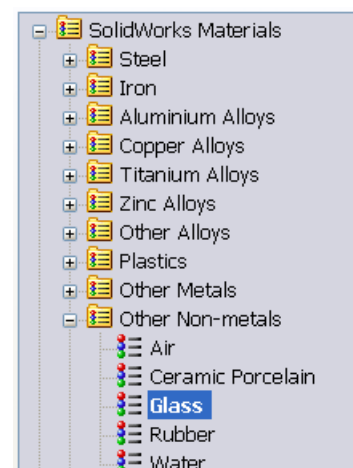 SolidWorks Materials
Steel
Iron
Aluminium Alloys
Copper Alloys
Titanium Alloys
Zinc Alloys
Other Alloys
Plastics
Other Metals
Other Non-metals
Air
Ceramic Porcelain
Glass
Rubber
Water